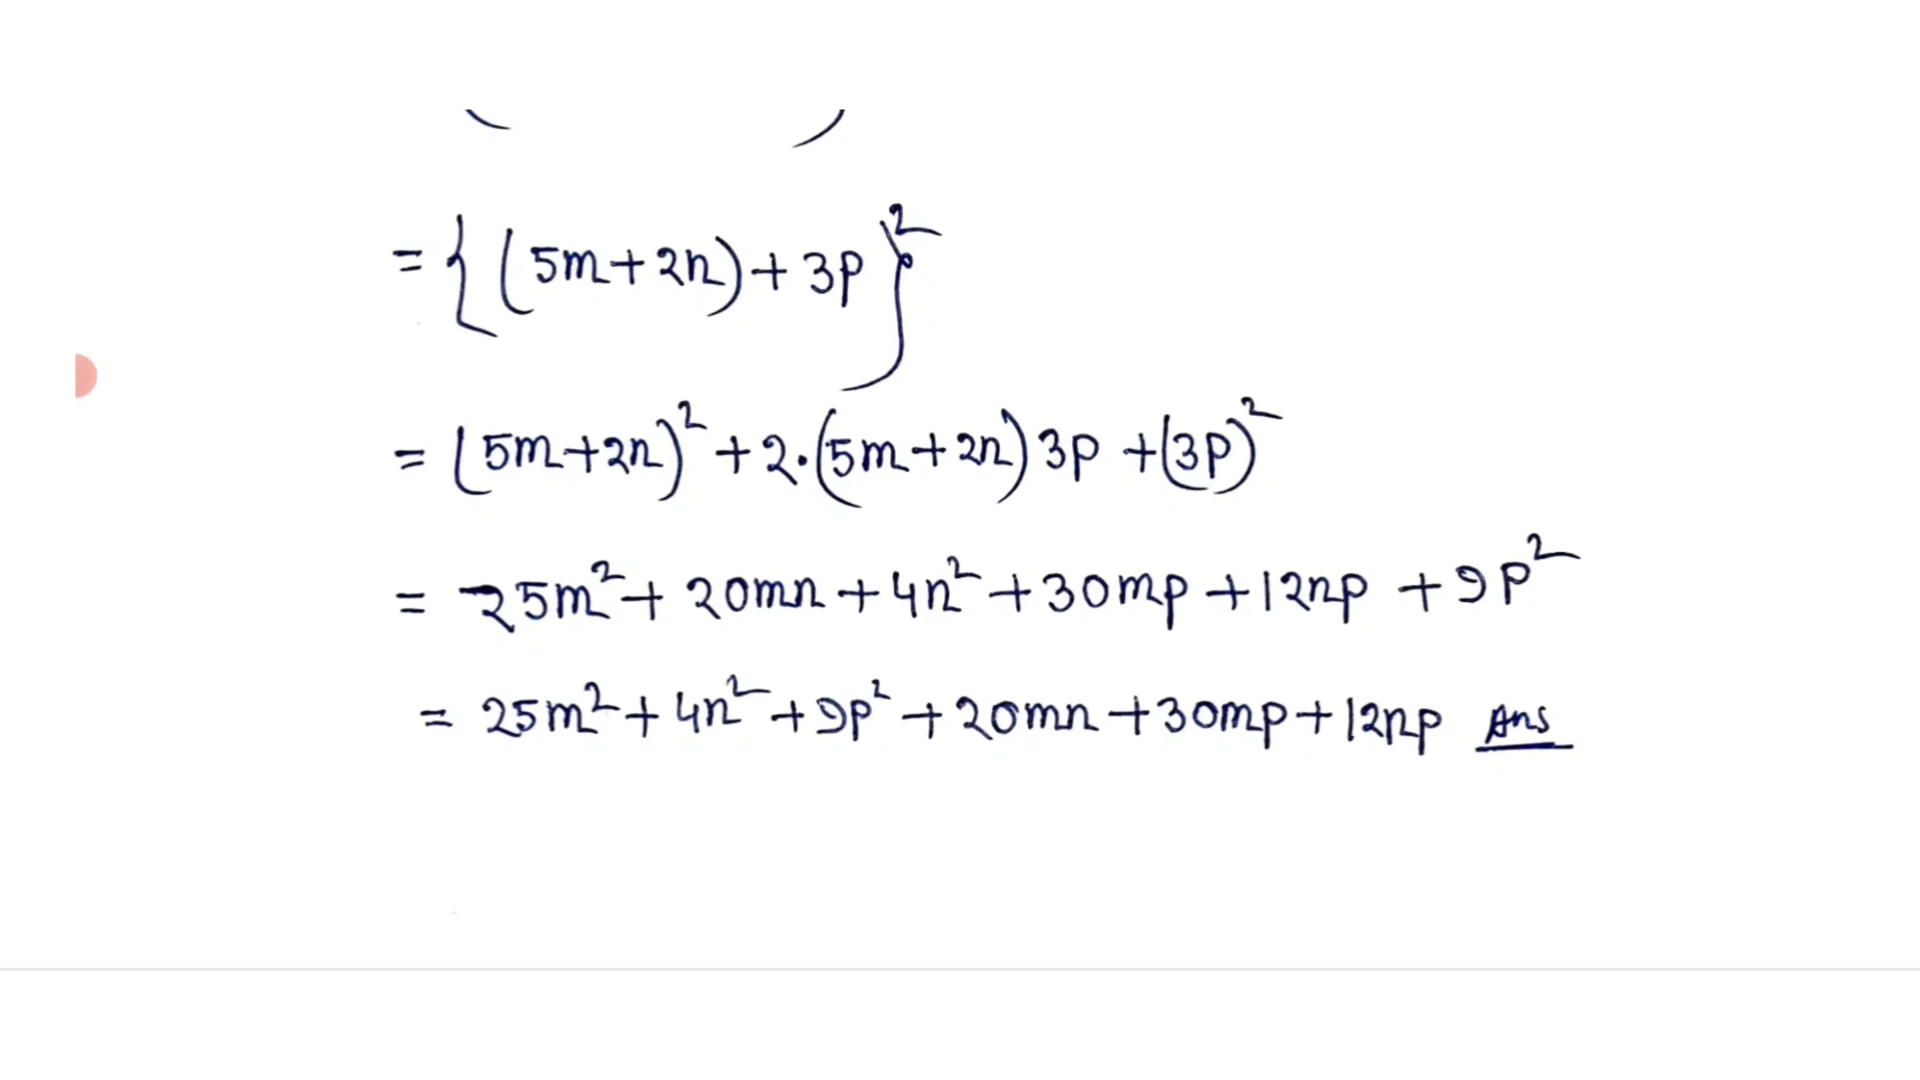 = {(5m+2n)+3p}²
= (5m+2n)² + 2·(5m+2n) 3p + (3p)²
= 25m² + 20mn + 4n² + 30mp + 12np + 9p²
= 25m² + 4n² + 9p² + 20mn + 30mp + 12np Ans